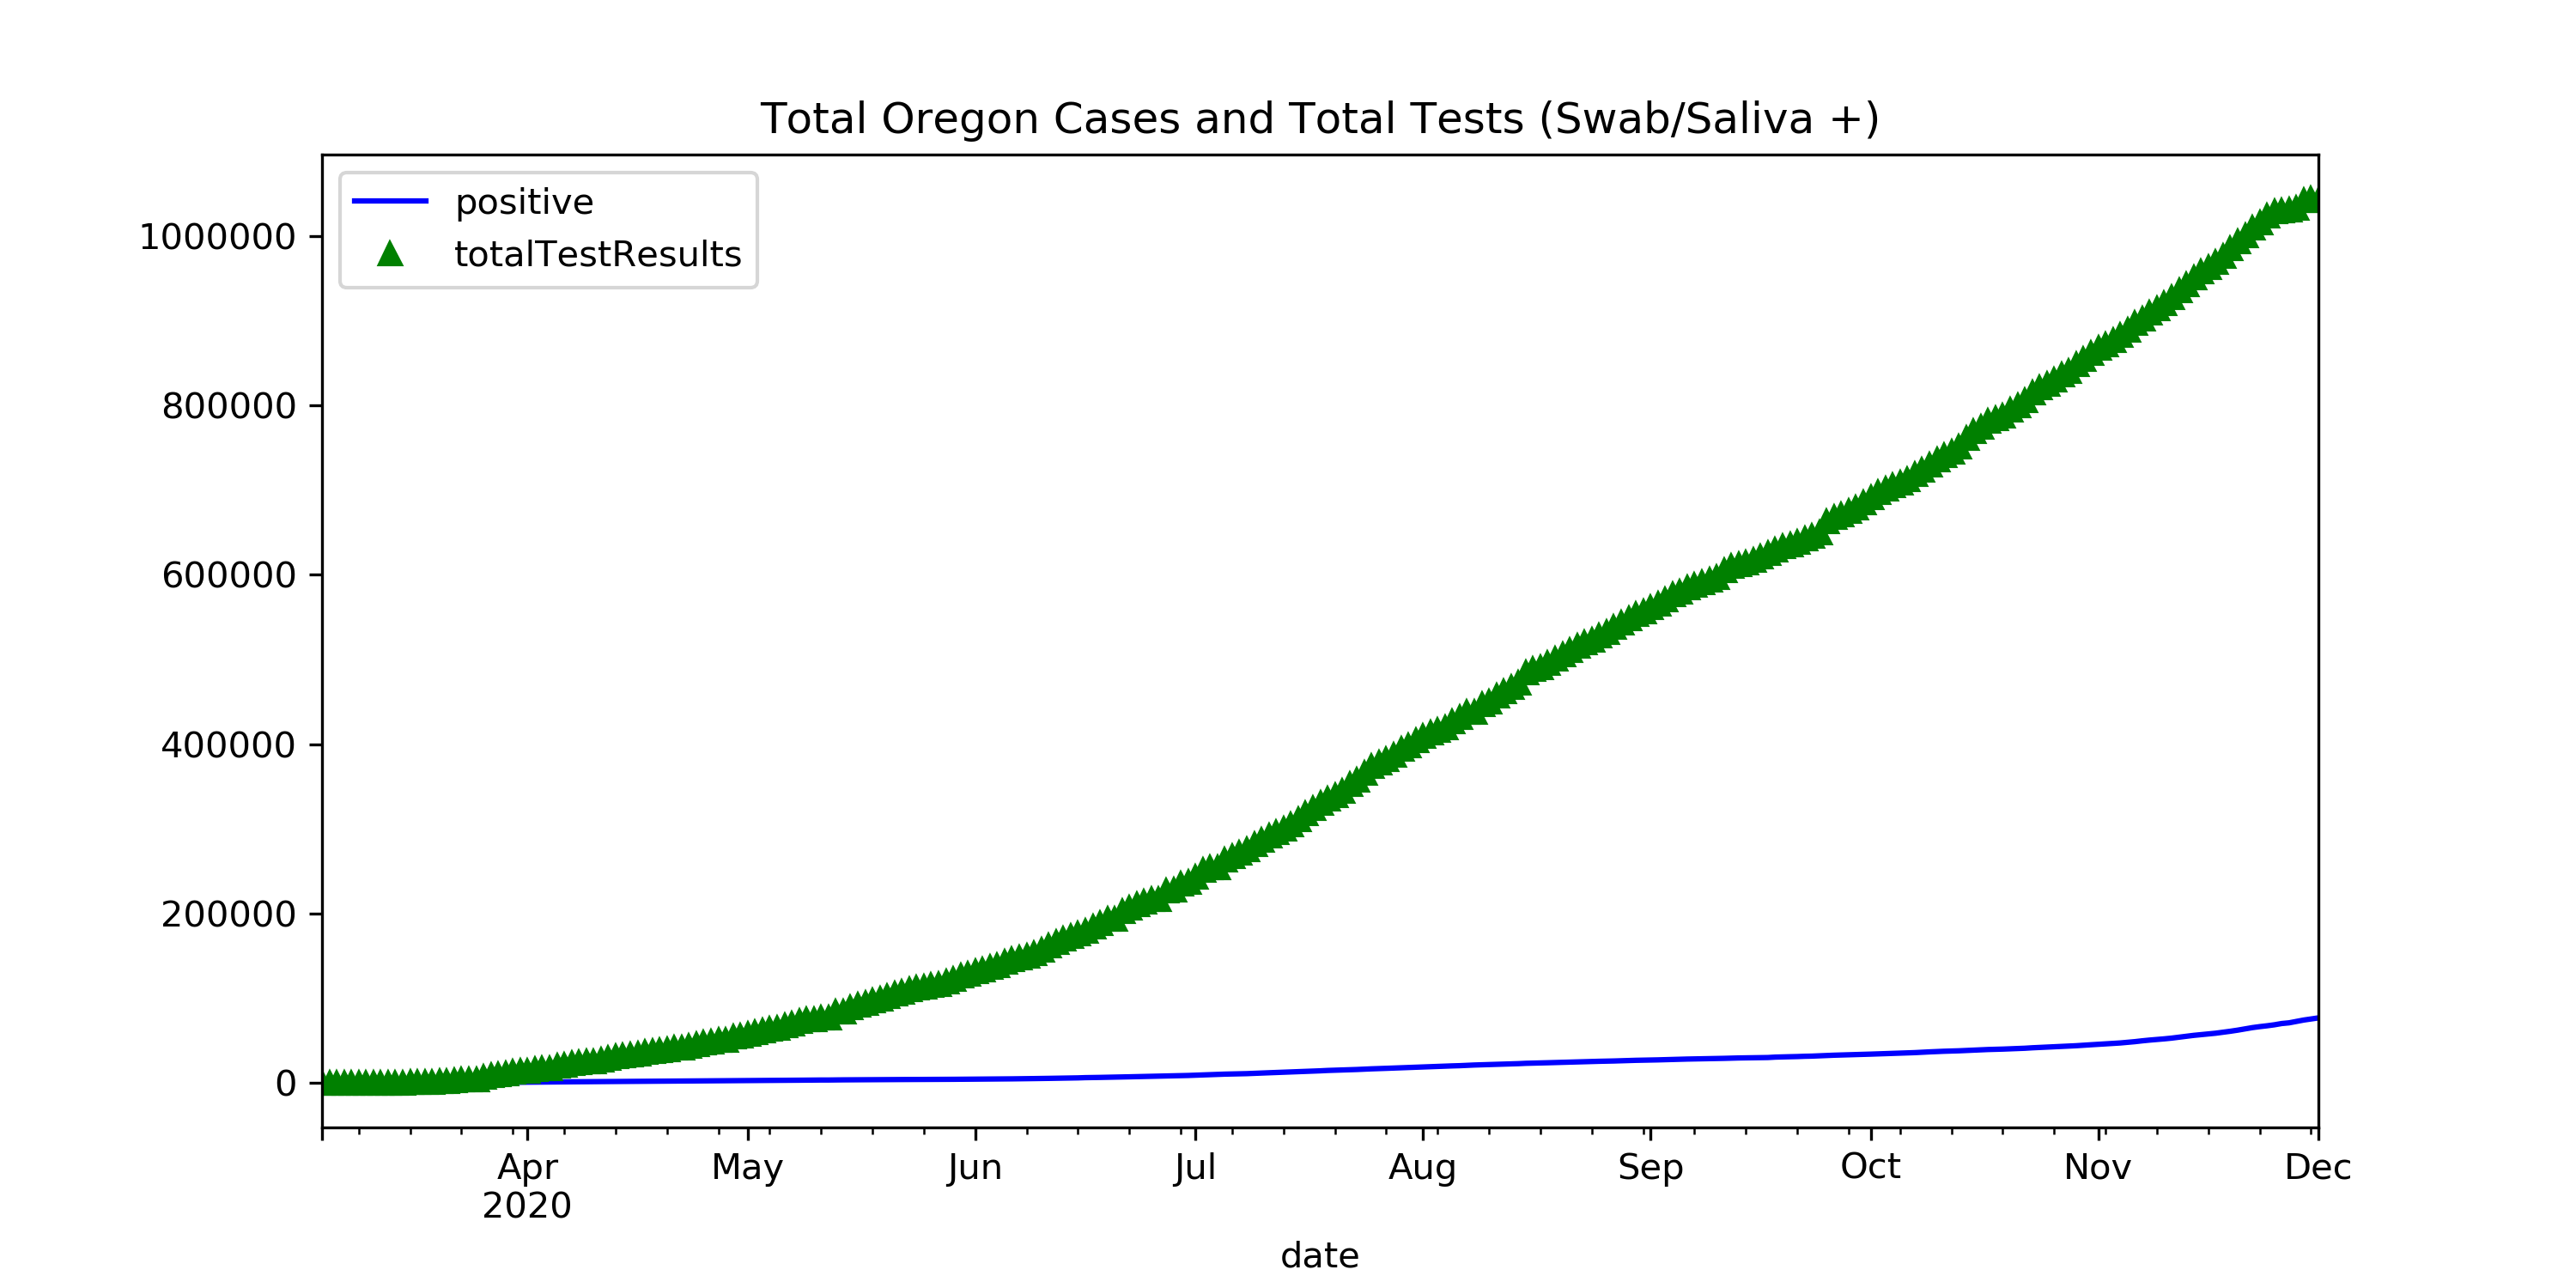 Total Oregon Cases and Total Tests (Swab/Saliva +)
positive
totalTestResults
1000000
800000
600000
400000
200000
0
Apr May Jun Jul Aug Sep Oct Nov Dec
2020
date